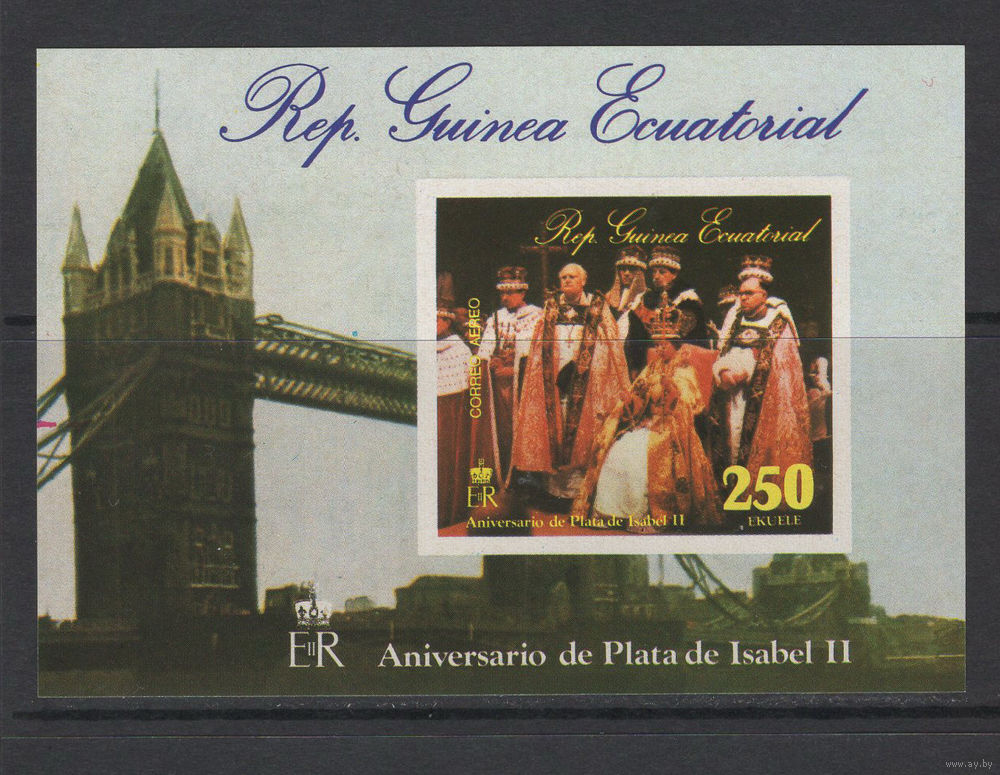 Rep. Guinea Ecuatorial
Rep. Guinea Ecuatorial
CORREO AEREO
EIIR
250
EKUELE
Aniversario de Plata de Isabel II
EIIR
Aniversario de Plata de Isabel II
www.ay.by